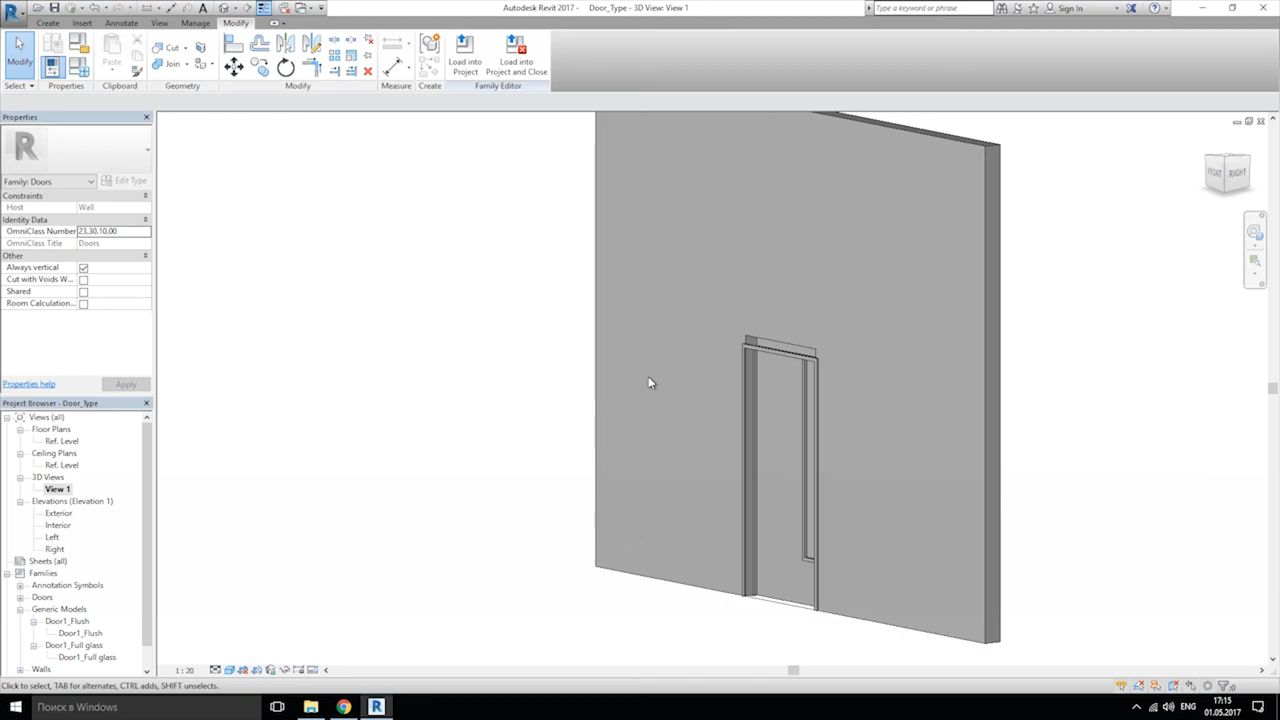 Autodesk Revit 2017 - Door_Type - 3D View: View 1
Type a keyword or phrase
Sign In
Create Insert Annotate View Manage Modify
Modify
Paste
Cut
Join
Load into Project
Load into Project and Close
Select Properties Clipboard Geometry Modify Measure Create Family Editor
Properties
R
Family: Doors
Edit Type
Constraints
Host Wall
Identity Data
OmniClass Number 23.30.10.00
OmniClass Title Doors
Other
Always vertical
Cut with Voids W...
Shared
Room Calculation...
Properties help
Apply
FRONT RIGHT
Project Browser - Door_Type
Views (all)
Floor Plans
Ref. Level
Ceiling Plans
Ref. Level
3D Views
View 1
Elevations (Elevation 1)
Exterior
Interior
Left
Right
Sheets (all)
Families
Annotation Symbols
Doors
Generic Models
Door1_Flush
Door1_Flush
Door1_Full glass
Door1_Full glass
Walls
1 : 20
Click to select, TAB for alternates, CTRL adds, SHIFT unselects.
:0
Поиск в Windows
ENG
17:15
01.05.2017